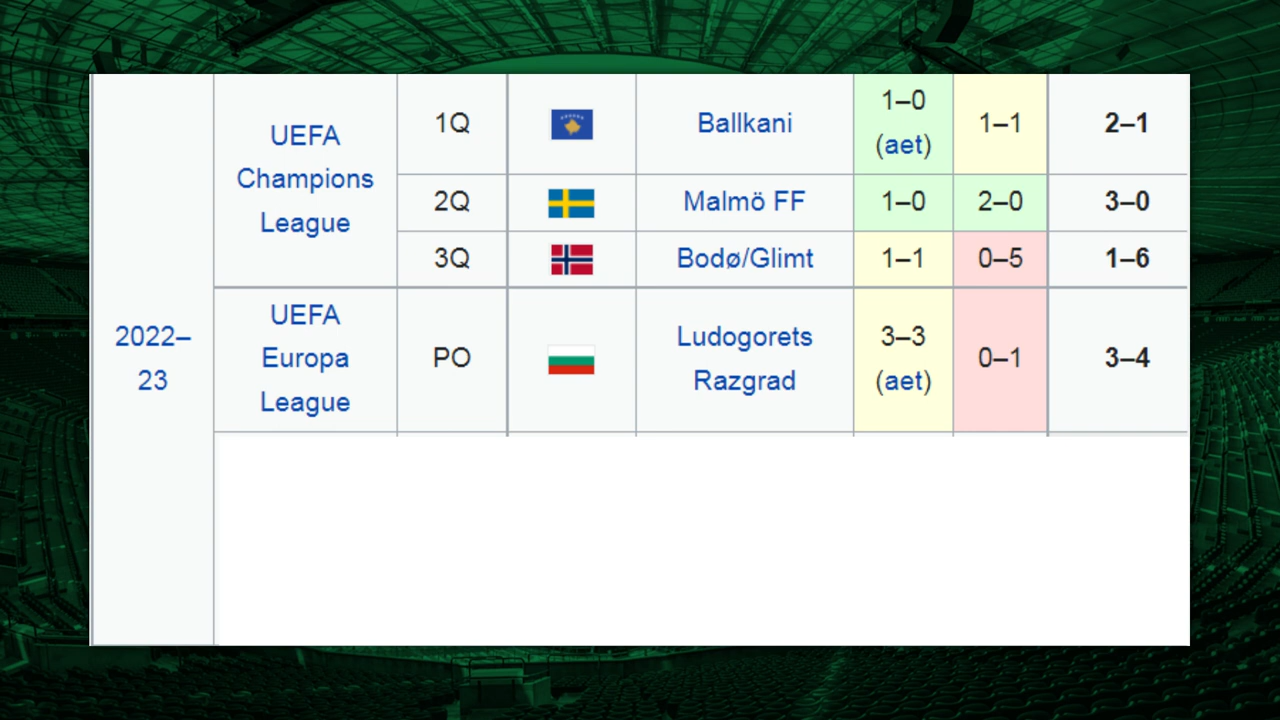 2022–
23
UEFA
Champions
League
1Q
Ballkani
1–0
(aet)
1–1
2–1
2Q
Malmö FF
1–0
2–0
3–0
3Q
Bodø/Glimt
1–1
0–5
1–6
UEFA
Europa
League
PO
Ludogorets
Razgrad
3–3
(aet)
0–1
3–4